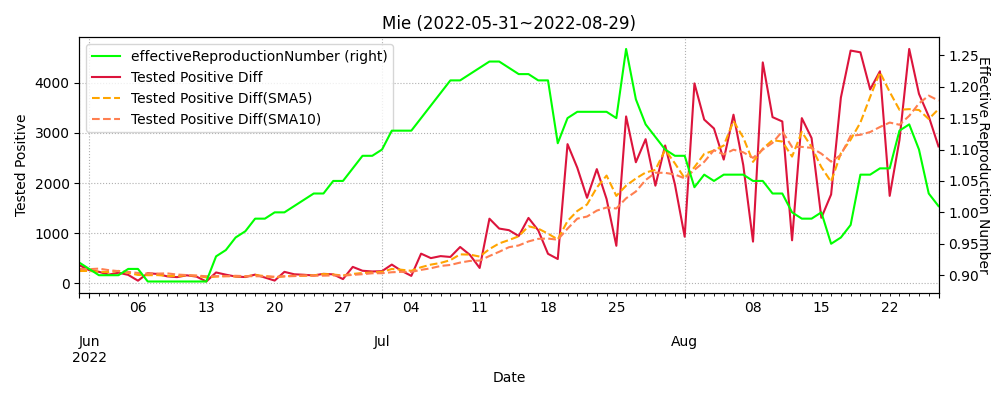 Mie (2022-05-31~2022-08-29)
effectiveReproductionNumber (right)
Tested Positive Diff
Tested Positive Diff(SMA5)
Tested Positive Diff(SMA10)
Tested Positive
4000
3000
2000
1000
0
1.25
1.20
1.15
1.10
1.05
1.00
0.95
0.90
Effective Reproduction Number
06 13 20 27 04 11 18 25 08 15 22
Jun Jul Aug
2022
Date